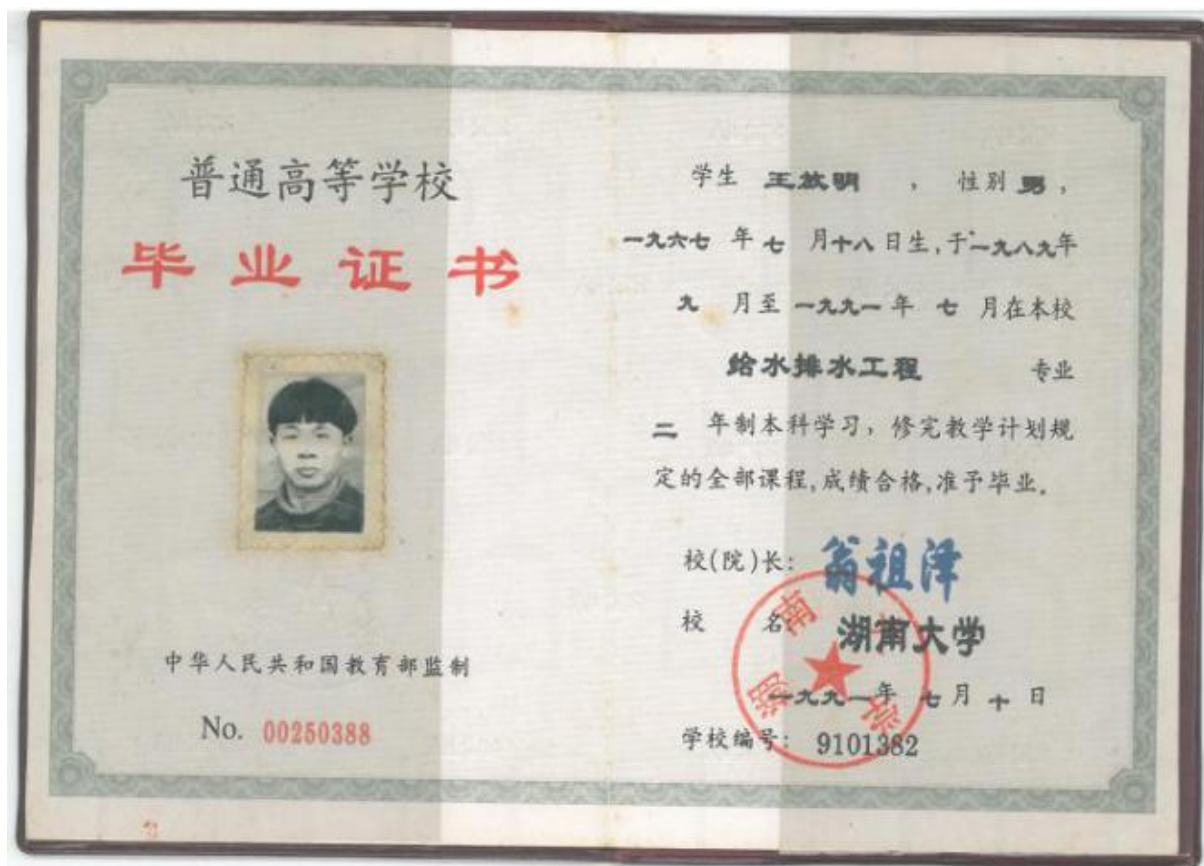 普通高等学校
毕业证书
中华人民共和国教育部监制
No. 00250388
学生 王放明 , 性别 男 ,
一九六七 年 七 月十八日生,于一九八九年
九 月至 一九九一 年 七 月在本校
给水排水工程 专业
二 年制本科学习，修完教学计划规
定的全部课程,成绩合格,准予毕业。
校(院)长: 翁祖泽
校 名 湖南大学
湖南大学
一九九一年 七月 十 日
学校编号: 9101382